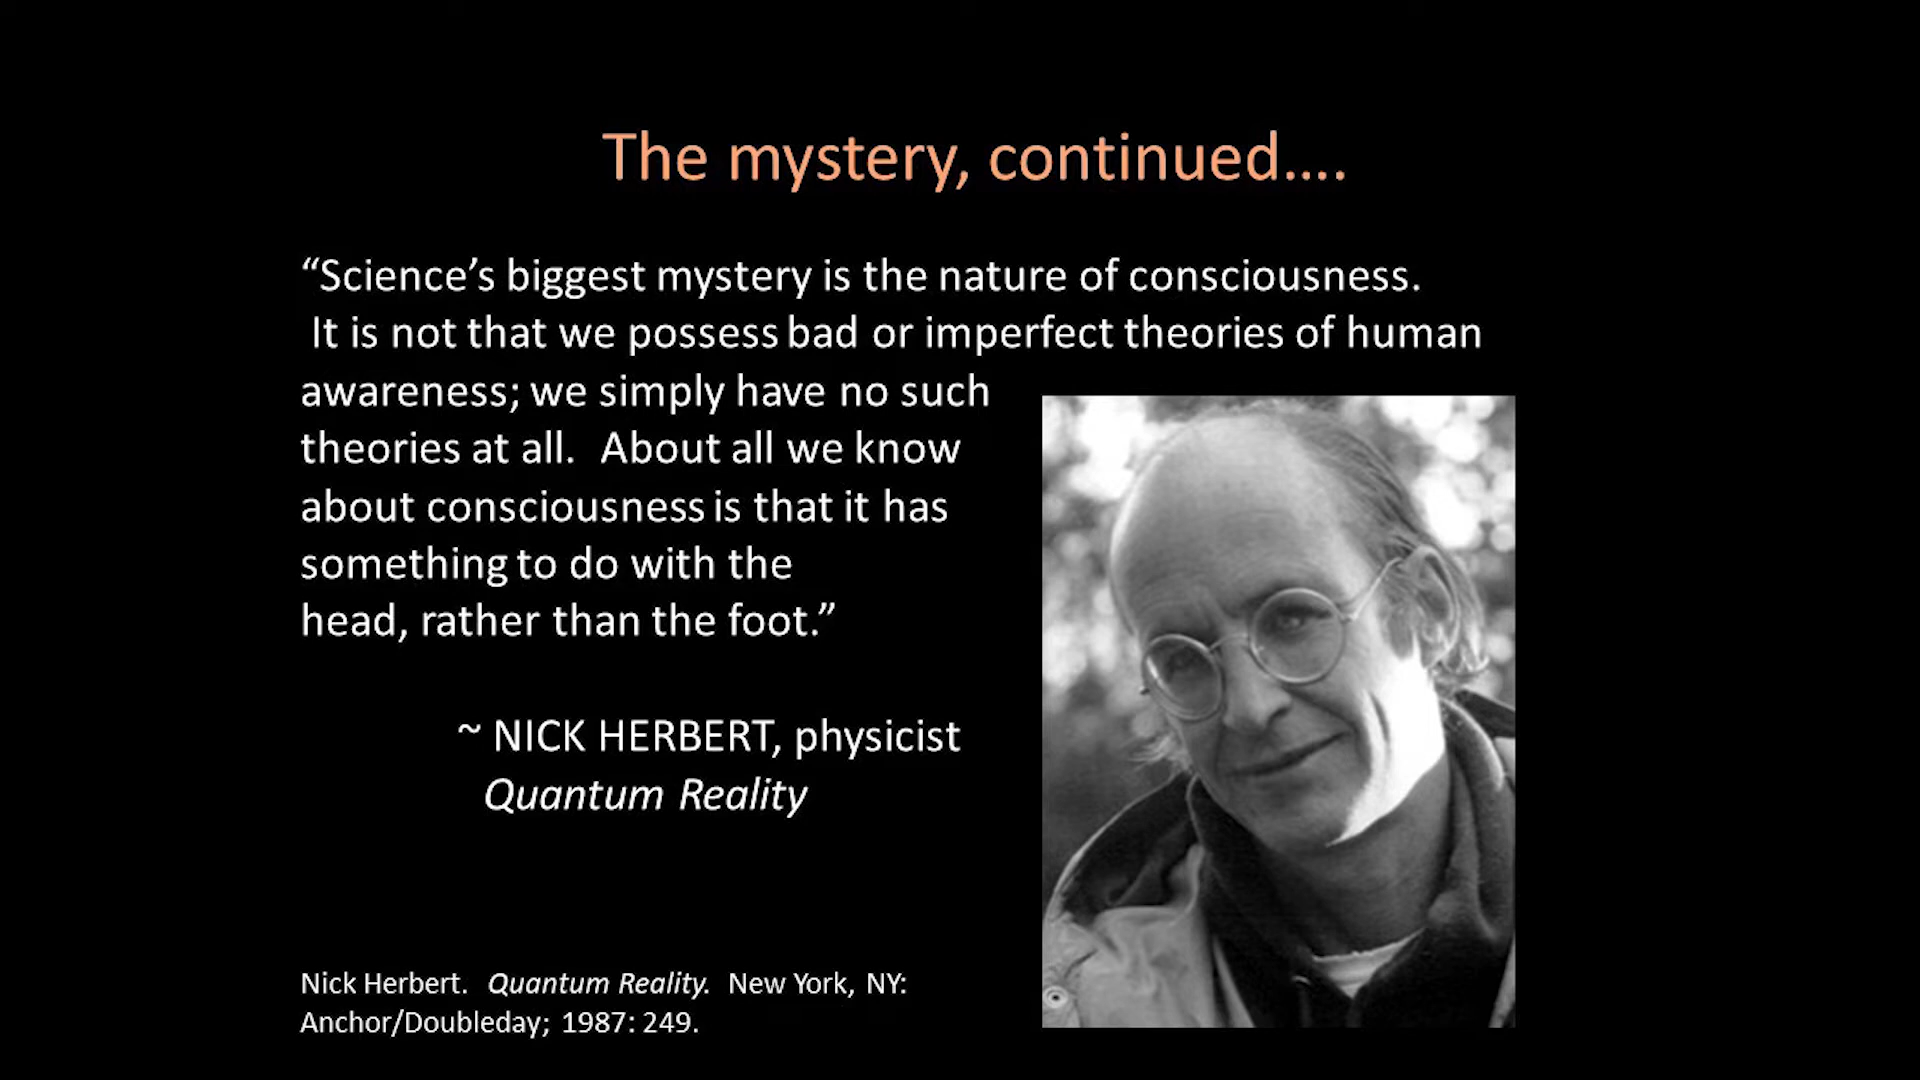 The mystery, continued....
“Science’s biggest mystery is the nature of consciousness.
It is not that we possess bad or imperfect theories of human
awareness; we simply have no such
theories at all. About all we know
about consciousness is that it has
something to do with the
head, rather than the foot.”
~ NICK HERBERT, physicist
Quantum Reality
Nick Herbert. Quantum Reality. New York, NY:
Anchor/Doubleday; 1987: 249.